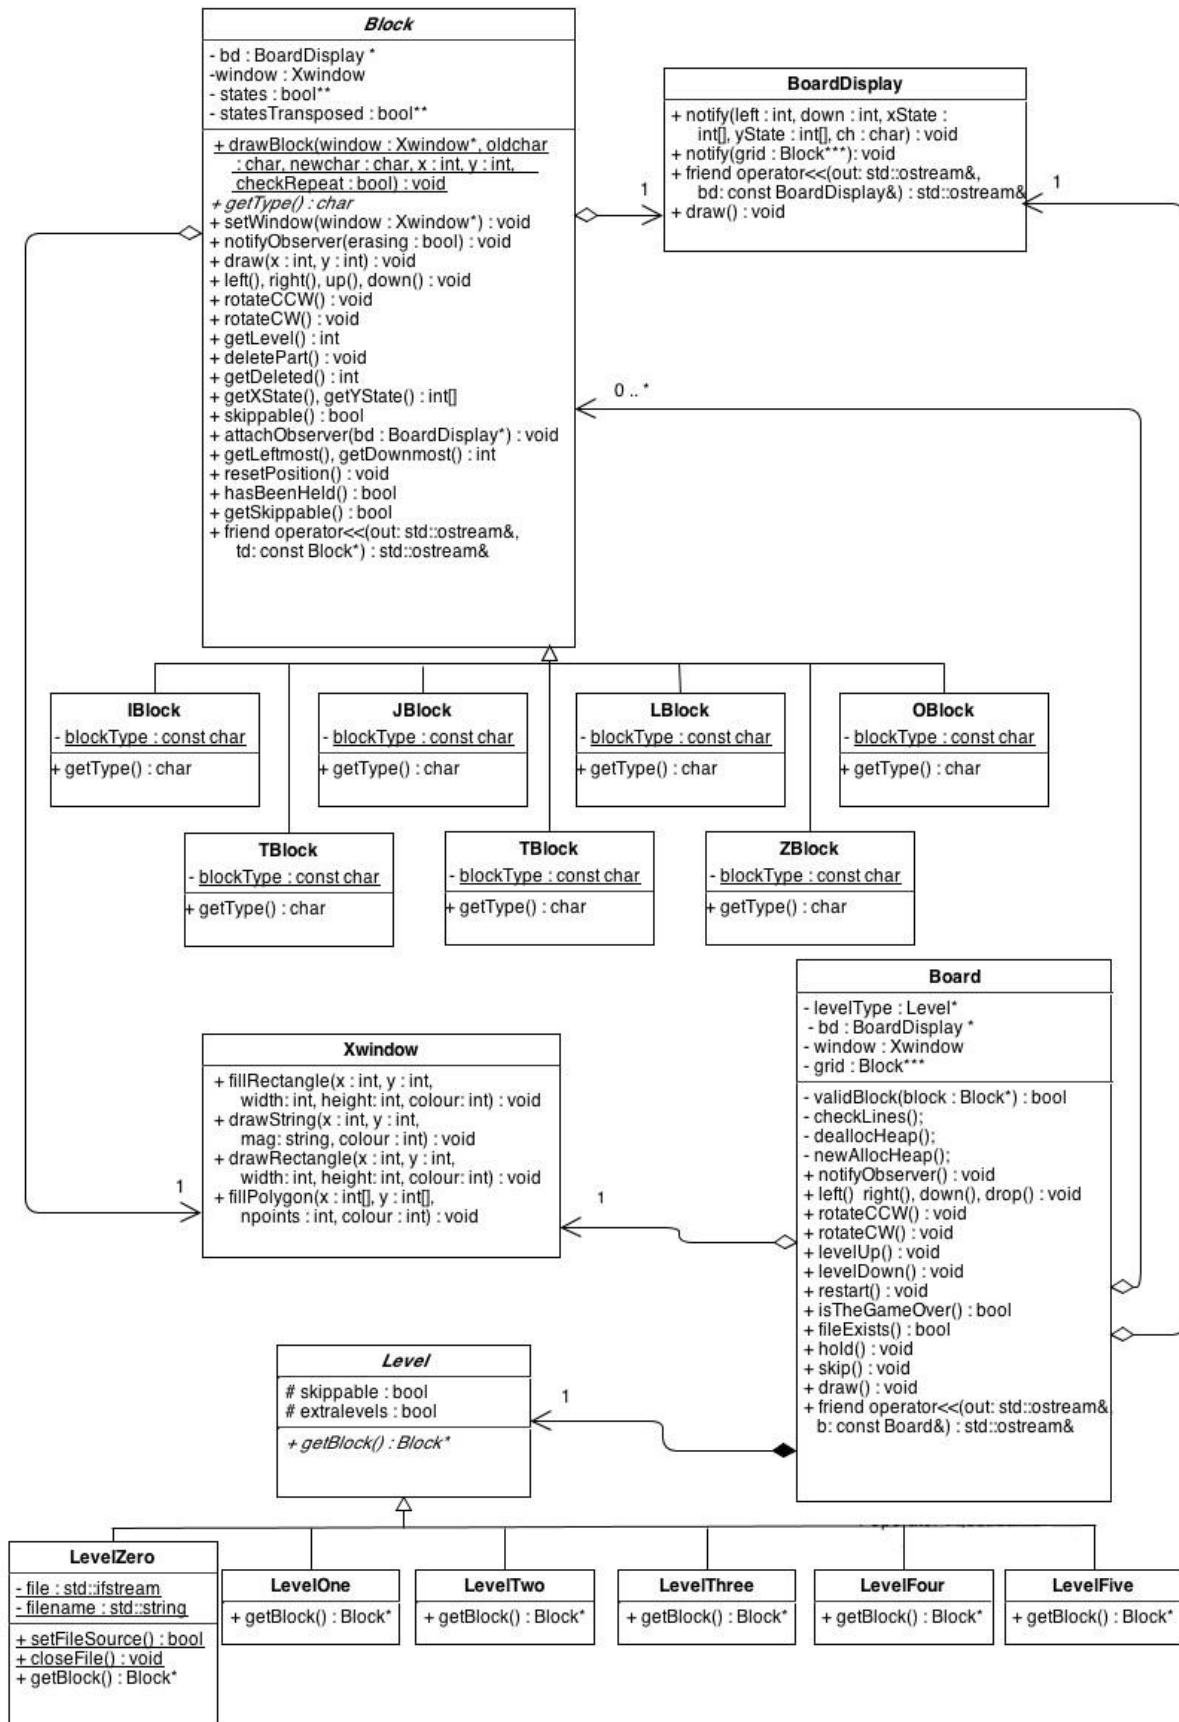 Block
- bd : BoardDisplay *
-window : Xwindow
- states : bool**
- statesTransposed : bool**
+ drawBlock(window : Xwindow*, oldchar
: char, newchar : char, x : int, y : int,
checkRepeat : bool) : void
+ getType() : char
+ setWindow(window : Xwindow*) : void
+ notifyObserver(erasing : bool) : void
+ draw(x : int, y : int) : void
+ left(), right(), up(), down() : void
+ rotateCCW() : void
+ rotateCW() : void
+ getLevel() : int
+ deletePart() : void
+ getDeleted() : int
+ getXState(), getYState() : int[]
+ skippable() : bool
+ attachObserver(bd : BoardDisplay*) : void
+ getLeftmost(), getDownmost() : int
+ resetPosition() : void
+ hasBeenHeld() : bool
+ getSkippable() : bool
+ friend operator<<(out: std::ostream&,
td: const Block*) : std::ostream&
BoardDisplay
+ notify(left : int, down : int, xState :
int[], yState : int[], ch : char) : void
+ notify(grid : Block***): void
+ friend operator<<(out: std::ostream&,
bd: const BoardDisplay&) : std::ostream&
+ draw() : void
1
1
0 .. *
IBlock
- blockType : const char
+ getType() : char
JBlock
- blockType : const char
+ getType() : char
LBlock
- blockType : const char
+ getType() : char
OBlock
- blockType : const char
+ getType() : char
TBlock
- blockType : const char
+ getType() : char
TBlock
- blockType : const char
+ getType() : char
ZBlock
- blockType : const char
+ getType() : char
Xwindow
+ fillRectangle(x : int, y : int,
width: int, height: int, colour: int) : void
+ drawString(x : int, y : int,
mag: string, colour : int) : void
+ drawRectangle(x : int, y : int,
width: int, height: int, colour: int) : void
+ fillPolygon(x : int[], y : int[],
npoints : int, colour : int) : void
1
1
Board
- levelType : Level*
- bd : BoardDisplay *
- window : Xwindow
- grid : Block***
- validBlock(block : Block*) : bool
- checkLines();
- deallocHeap();
- newAllocHeap();
+ notifyObserver() : void
+ left() right(), down(), drop() : void
+ rotateCCW() : void
+ rotateCW() : void
+ levelUp() : void
+ levelDown() : void
+ restart() : void
+ isTheGameOver() : bool
+ fileExists() : bool
+ hold() : void
+ skip() : void
+ draw() : void
+ friend operator<<(out: std::ostream&,
b: const Board&) : std::ostream&
Level
# skippable : bool
# extralevels : bool
+ getBlock() : Block*
1
LevelZero
- file : std::ifstream
- filename : std::string
+ setFileSource() : bool
+ closeFile() : void
+ getBlock() : Block*
LevelOne
+ getBlock() : Block*
LevelTwo
+ getBlock() : Block*
LevelThree
+ getBlock() : Block*
LevelFour
+ getBlock() : Block*
LevelFive
+ getBlock() : Block*